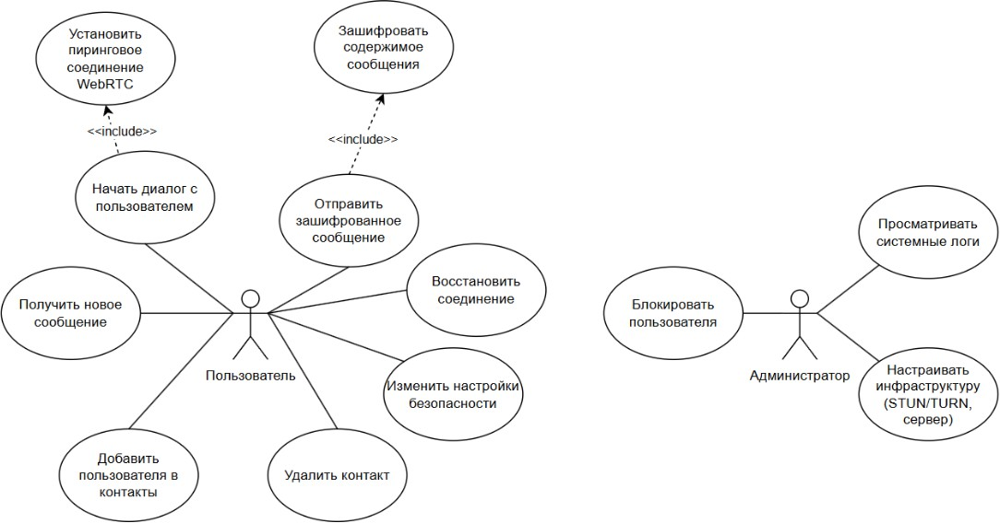 Установить
пиринговое
соединение
WebRTC
Зашифровать
содержимое
сообщения
<<include>>
<<include>>
Начать диалог с
пользователем
Отправить
зашифрованное
сообщение
Просматривать
системные логи
Получить новое
сообщение
Восстановить
соединение
Блокировать
пользователя
Пользователь
Изменить настройки
безопасности
Администратор
Настраивать
инфраструктуру
(STUN/TURN,
сервер)
Добавить
пользователя в
контакты
Удалить контакт